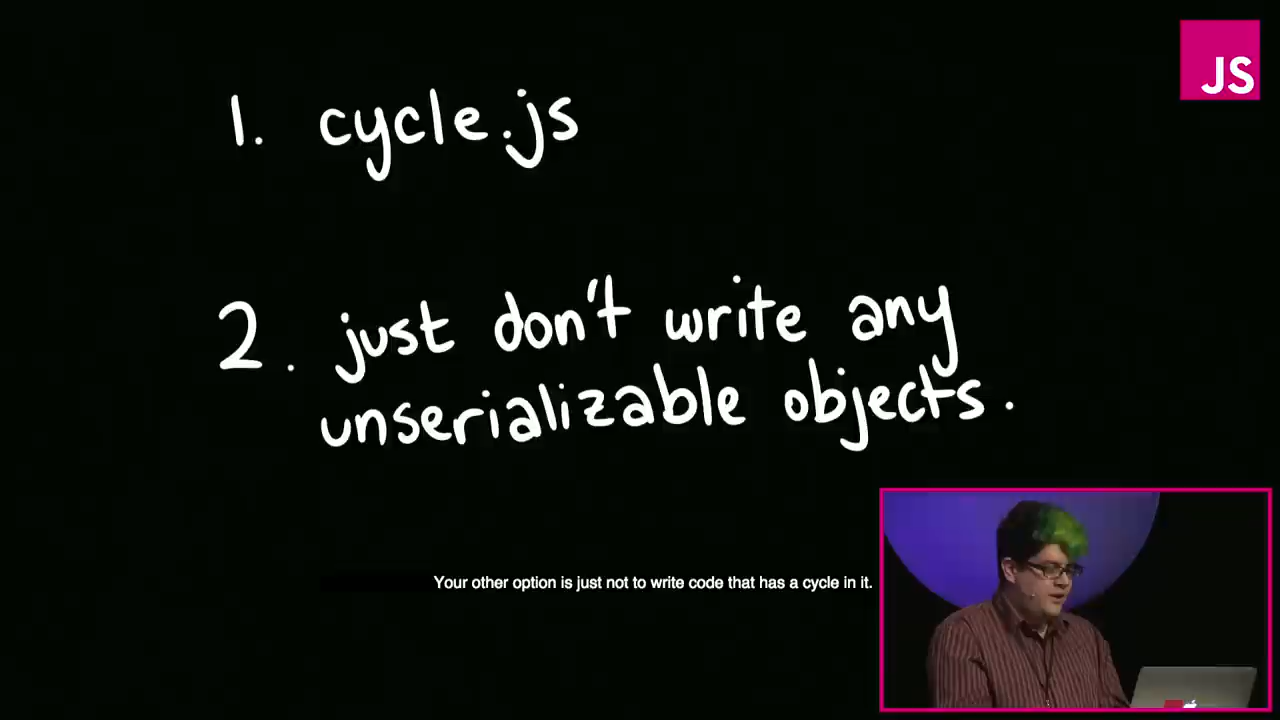 JS
1. cycle.js
2. just don't write any
unserializable objects.
Your other option is just not to write code that has a cycle in it.